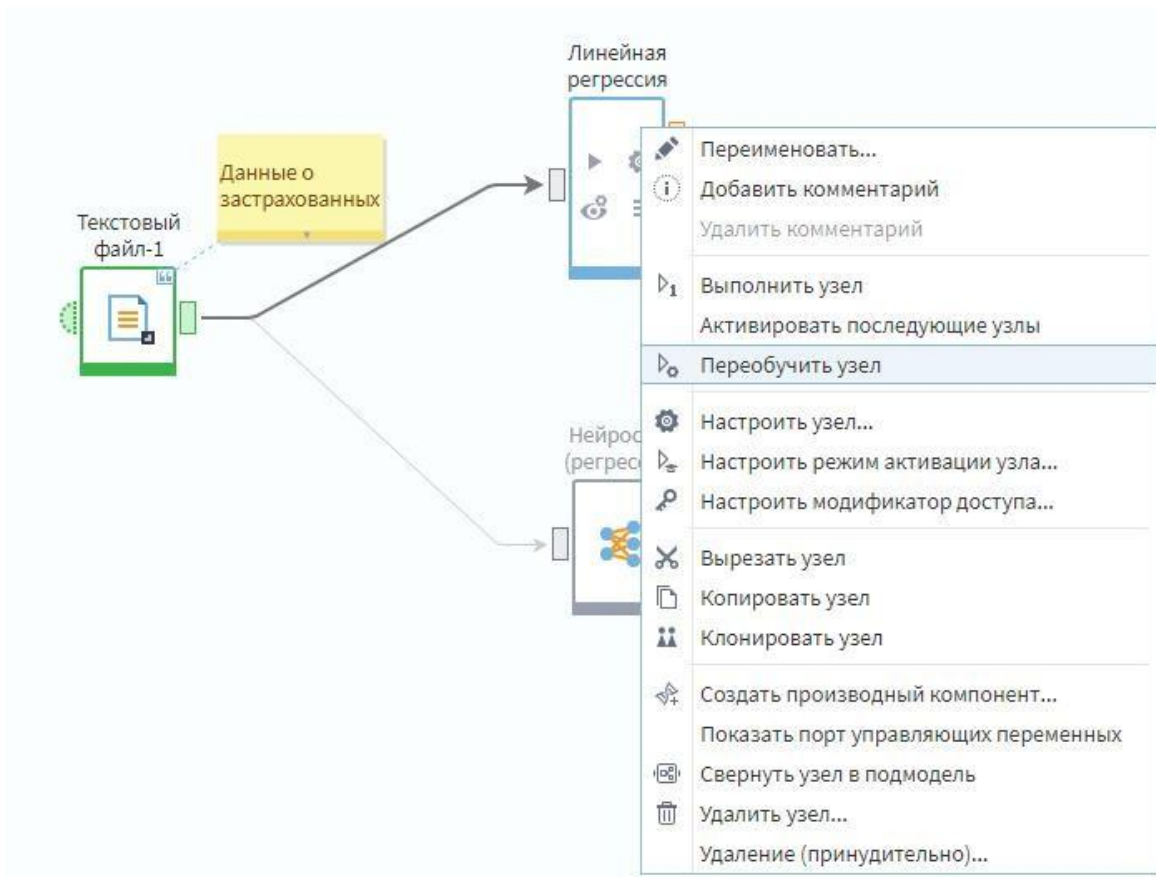 Линейная
регрессия
Данные о
застрахованных
Текстовый
файл-1
Нейрос
(регресс
Переименовать...
Добавить комментарий
Удалить комментарий
Выполнить узел
Активировать последующие узлы
Переобучить узел
Настроить узел...
Настроить режим активации узла...
Настроить модификатор доступа...
Вырезать узел
Копировать узел
Клонировать узел
Создать производный компонент...
Показать порт управляющих переменных
Свернуть узел в подмодель
Удалить узел...
Удаление (принудительно)...